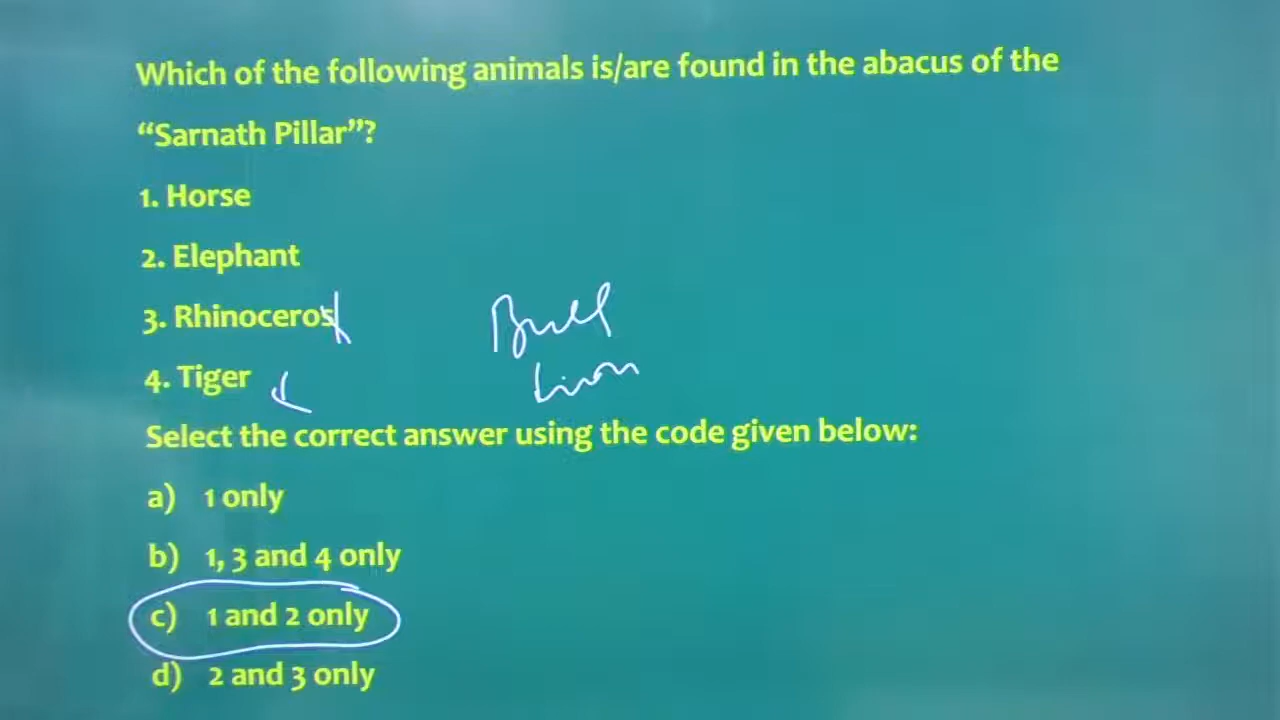 Which of the following animals is/are found in the abacus of the
“Sarnath Pillar”?
1. Horse
2. Elephant
3. Rhinoceros
Bull
4. Tiger
Lion
Select the correct answer using the code given below:
a) 1 only
b) 1, 3 and 4 only
c) 1 and 2 only
d) 2 and 3 only